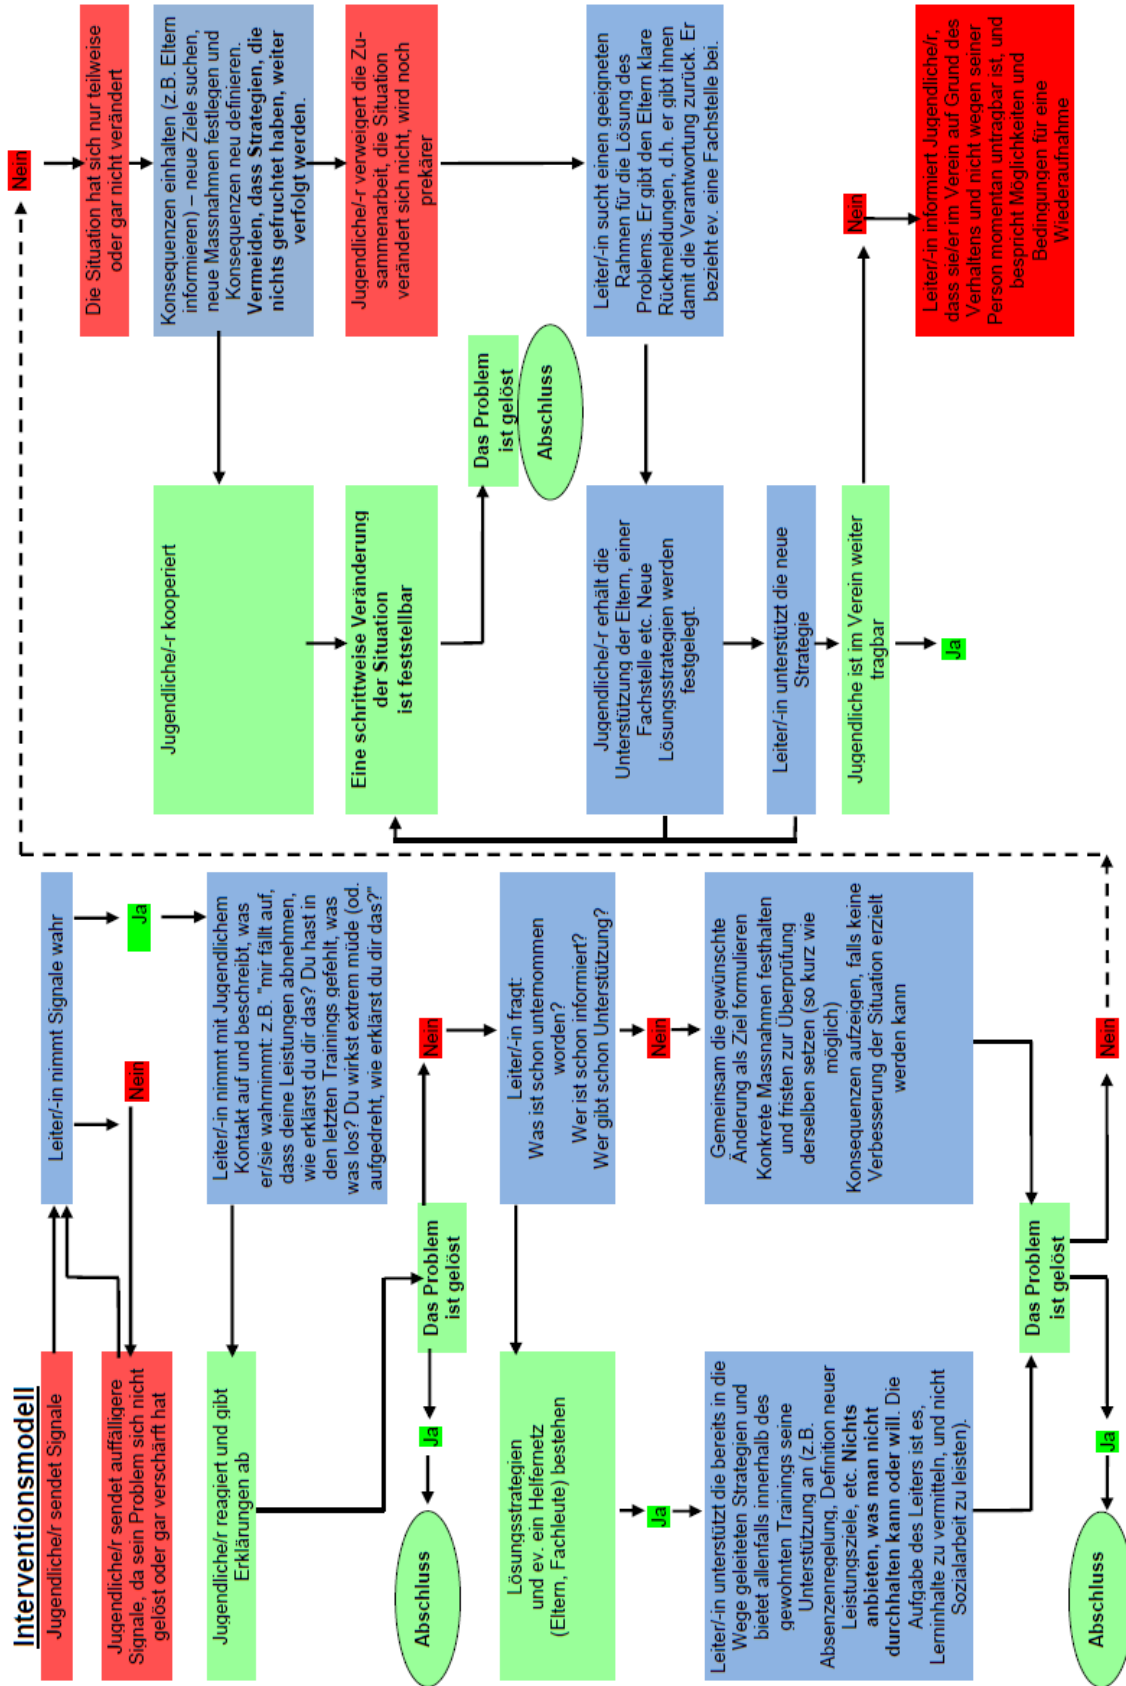 Interventionsmodell
Jugendliche/r sendet Signale
Leiter/-in nimmt Signale wahr
Jugendliche/r sendet auffälligere
Signale, da sein Problem sich nicht
gelöst oder gar verschärft hat
Nein
Ja
Jugendliche/r reagiert und gibt
Erklärungen ab
Leiter/-in nimmt mit Jugendlichem
Kontakt auf und beschreibt, was
er/sie wahrnimmt: z.B. "mir fällt auf,
dass deine Leistungen abnehmen,
wie erklärst du dir das? Du hast in
den letzten Trainings gefehlt, was
was los? Du wirkst extrem müde (od.
aufgedreht, wie erklärst du dir das?"
Abschluss
Ja
Das Problem
ist gelöst
Nein
Lösungsstrategien
und ev. ein Helfernetz
(Eltern, Fachleute) bestehen
Leiter/-in fragt:
Was ist schon unternommen
worden?
Wer ist schon informiert?
Wer gibt schon Unterstützung?
Ja
Nein
Leiter/-in unterstützt die bereits in die
Wege geleiteten Strategien und
bietet allenfalls innerhalb des
gewohnten Trainings seine
Unterstützung an (z.B.
Absenzenregelung, Definition neuer
Leistungsziele, etc. Nichts
anbieten, was man nicht
durchhalten kann oder will. Die
Aufgabe des Leiters ist es,
Lerninhalte zu vermitteln, und nicht
Sozialarbeit zu leisten).
Gemeinsam die gewünschte
Änderung als Ziel formulieren
Konkrete Massnahmen festhalten
und fristen zur Überprüfung
derselben setzen (so kurz wie
möglich)
Konsequenzen aufzeigen, falls keine
Verbesserung der Situation erzielt
werden kann
Das Problem
ist gelöst
Abschluss
Ja
Nein
Nein
Die Situation hat sich nur teilweise
oder gar nicht verändert
Jugendliche/-r kooperiert
Konsequenzen einhalten (z.B. Eltern
informieren) – neue Ziele suchen,
neue Massnahmen festlegen und
Konsequenzen neu definieren.
Vermeiden, dass Strategien, die
nichts gefruchtet haben, weiter
verfolgt werden.
Eine schrittweise Veränderung
der Situation
ist feststellbar
Jugendliche/-r verweigert die Zu-
sammenarbeit, die Situation
verändert sich nicht, wird noch
prekärer
Das Problem
ist gelöst
Abschluss
Jugendliche/-r erhält die
Unterstützung der Eltern, einer
Fachstelle etc. Neue
Lösungsstrategien werden
festgelegt.
Leiter/-in sucht einen geeigneten
Rahmen für die Lösung des
Problems. Er gibt den Eltern klare
Rückmeldungen, d.h. er gibt ihnen
damit die Verantwortung zurück. Er
bezieht ev. eine Fachstelle bei.
Leiter/-in unterstützt die neue
Strategie
Jugendliche ist im Verein weiter
tragbar
Nein
Ja
Leiter/-in informiert Jugendliche/r,
dass sie/er im Verein auf Grund des
Verhaltens und nicht wegen seiner
Person momentan untragbar ist, und
bespricht Möglichkeiten und
Bedingungen für eine
Wiederaufnahme